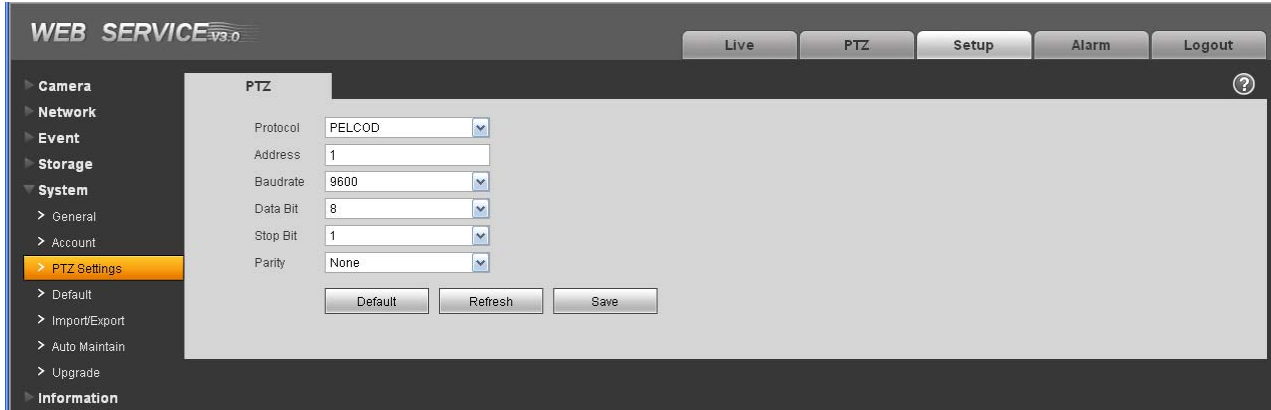 WEB SERVICE V3.0
Live
PTZ
Setup
Alarm
Logout
Camera
Network
Event
Storage
System
> General
> Account
> PTZ Settings
> Default
> Import/Export
> Auto Maintain
> Upgrade
Information
PTZ
?
Protocol PELCOD
Address 1
Baudrate 9600
Data Bit 8
Stop Bit 1
Parity None
Default Refresh Save